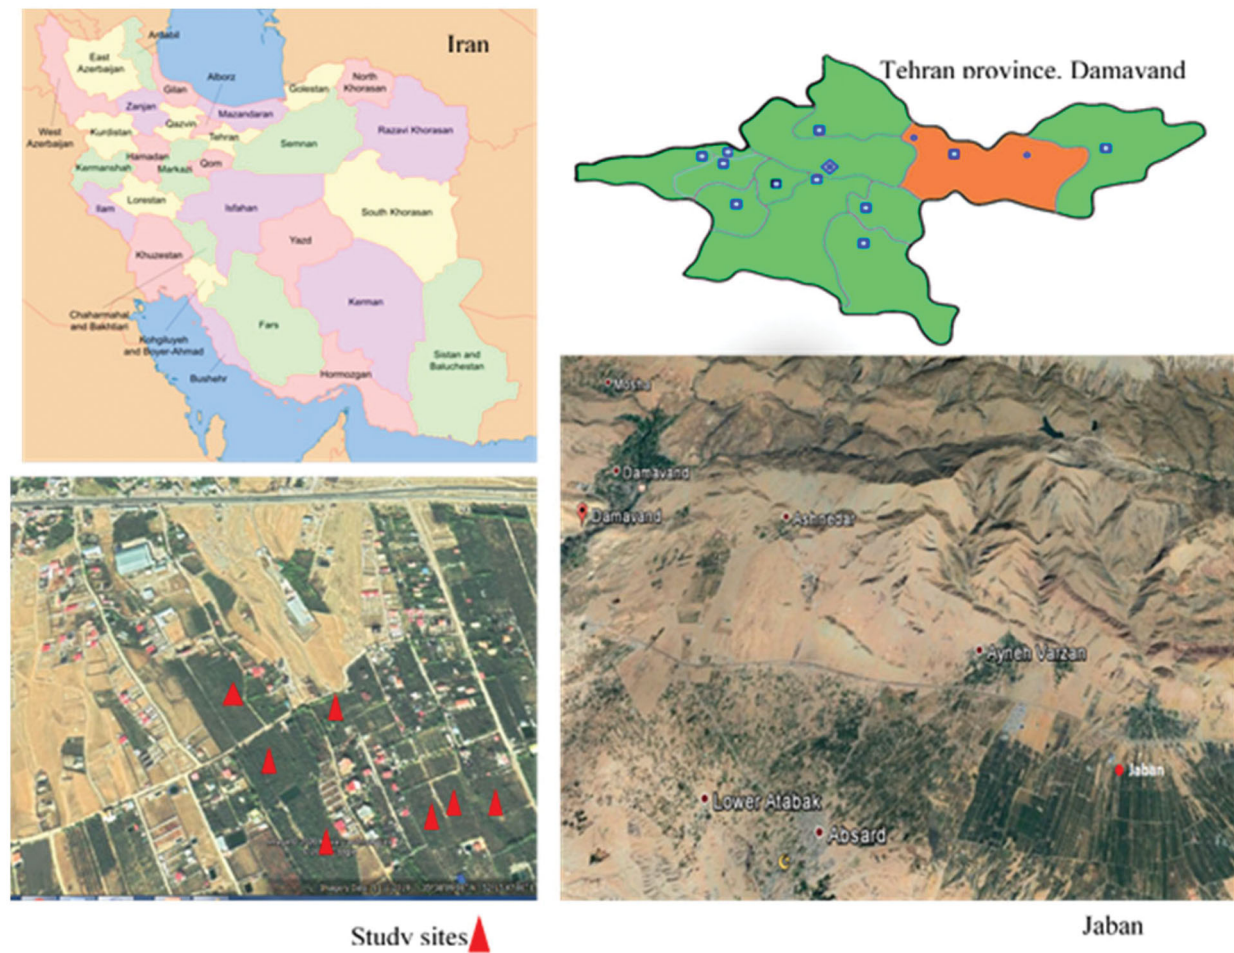 Iran
Ardabil
East
Azerbaijan
Alborz
Gilan
Golestan
North
Khorasan
Zanjan
Mazandaran
Qazvin
West
Azerbaijan
Kurdistan
Tehran
Semnan
Razavi Khorasan
Hamadan
Markazi
Qom
Kermanshah
Lorestan
Ilam
Isfahan
South Khorasan
Yazd
Khuzestan
Kerman
Chaharmahal
and Bakhtiari
Fars
Kohgiluyeh
and Boyer-Ahmad
Sistan and
Baluchestan
Hormozgan
Bushehr
Tehran province, Damavand
Mosha
Damavand
Damavand
Ashnedar
Ayneh Varzan
Jaban
Lower Atabak
Absard
Study sites
Jaban